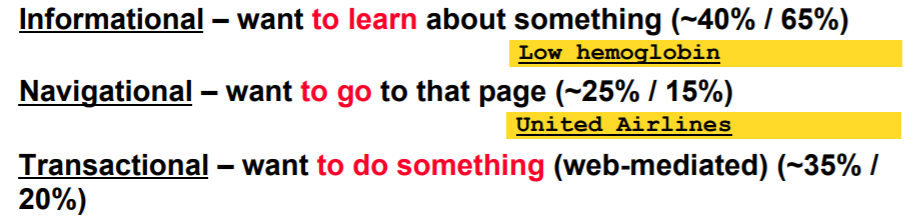 Informational – want to learn about something (~40% / 65%)
Low hemoglobin
Navigational – want to go to that page (~25% / 15%)
United Airlines
Transactional – want to do something (web-mediated) (~35% /
20%)